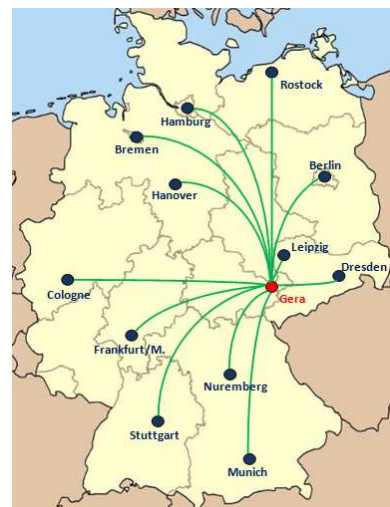 Rostock
Hamburg
Bremen
Berlin
Hanover
Leipzig
Dresden
Cologne
Gera
Frankfurt/M.
Nuremberg
Stuttgart
Munich